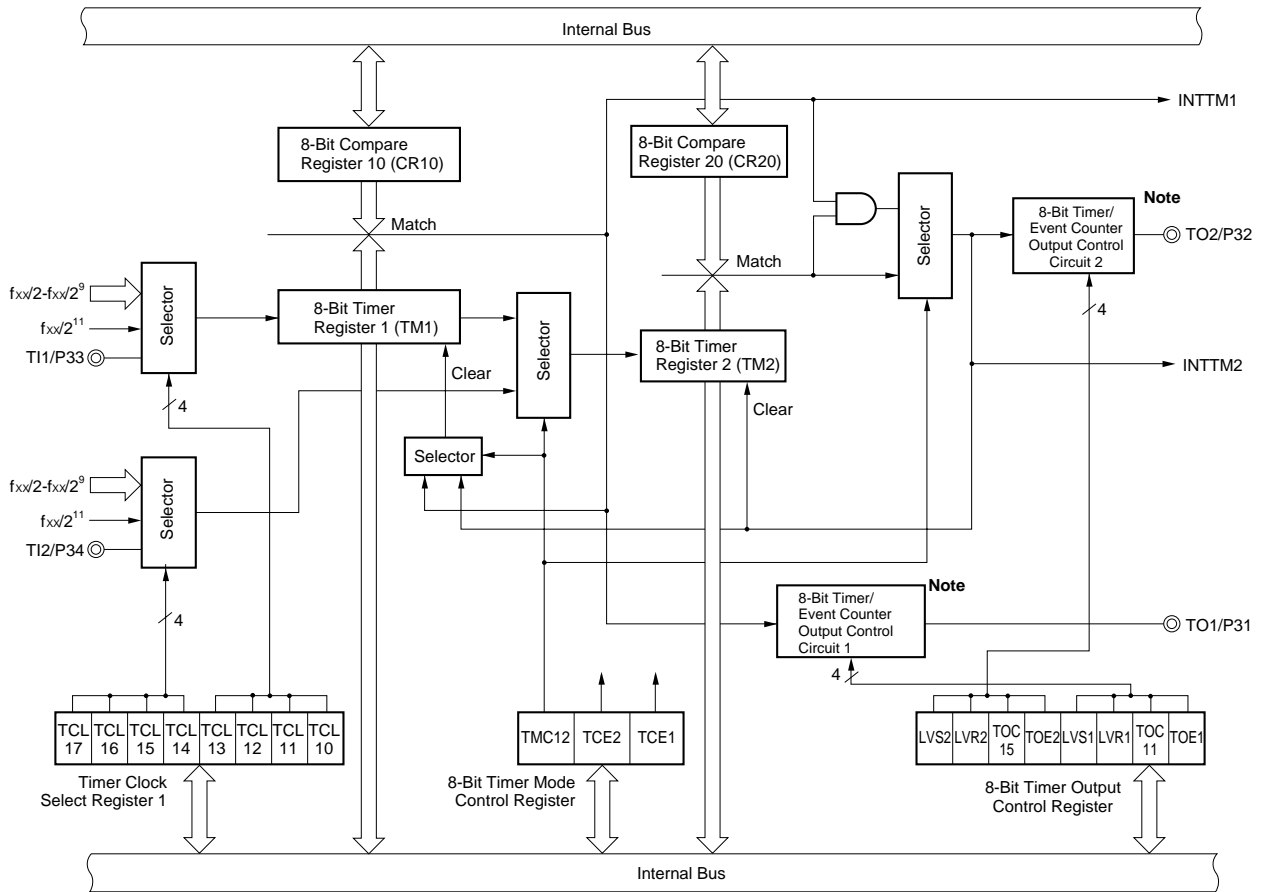 Internal Bus
INTTM1
8-Bit Compare
Register 10 (CR10)
8-Bit Compare
Register 20 (CR20)
Match
Selector
Note
8-Bit Timer/
Event Counter
Output Control
Circuit 2
TO2/P32
Match
fxx/2-fxx/2⁹
fxx/2¹¹
TI1/P33
Selector
8-Bit Timer
Register 1 (TM1)
Selector
8-Bit Timer
Register 2 (TM2)
4
INTTM2
Clear
Clear
4
Selector
fxx/2-fxx/2⁹
fxx/2¹¹
TI2/P34
Selector
Note
8-Bit Timer/
Event Counter
Output Control
Circuit 1
TO1/P31
4
4
TCL 17
TCL 16
TCL 15
TCL 14
TCL 13
TCL 12
TCL 11
TCL 10
TMC12
TCE2
TCE1
LVS2
LVR2
TOC 15
TOE2
LVS1
LVR1
TOC 11
TOE1
Timer Clock
Select Register 1
8-Bit Timer Mode
Control Register
8-Bit Timer Output
Control Register
Internal Bus